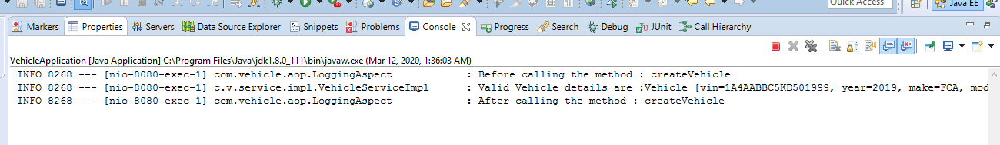 Quick Access
Java EE
Markers Properties Servers Data Source Explorer Snippets Problems Console Progress Search Debug JUnit Call Hierarchy
VehicleApplication [Java Application] C:\Program Files\Java\jdk1.8.0_111\bin\javaw.exe (Mar 12, 2020, 1:36:03 AM)
INFO 8268 --- [nio-8080-exec-1] com.vehicle.aop.LoggingAspect : Before calling the method : createVehicle
INFO 8268 --- [nio-8080-exec-1] c.v.service.impl.VehicleServiceImpl : Valid Vehicle details are :Vehicle [vin=1A4AABBC5KD501999, year=2019, make=FCA, mod
INFO 8268 --- [nio-8080-exec-1] com.vehicle.aop.LoggingAspect : After calling the method : createVehicle